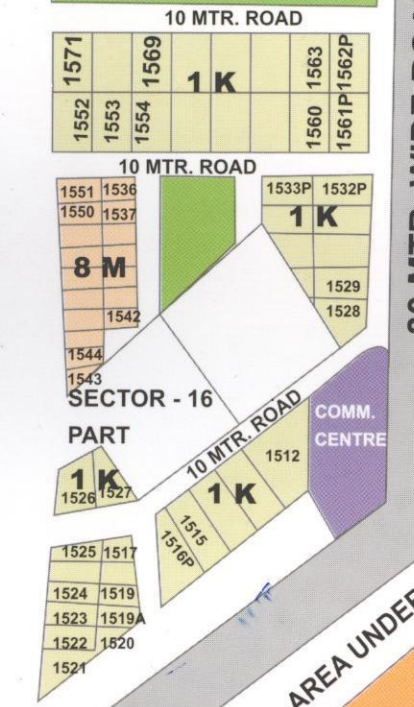 10 MTR. ROAD
1571
1569
1563
1562P
1 K
1552
1553
1554
1560
1561P
10 MTR. ROAD
1551 1536
1550 1537
8 M
1542
1544
1543
1533P 1532P
1 K
1529
1528
SECTOR - 16
PART
10 MTR. ROAD
COMM.
CENTRE
1 K
1526 1527
1512
1 K
1515
1516P
1525 1517
1524 1519
1523 1519A
1522 1520
1521
AREA UNDER